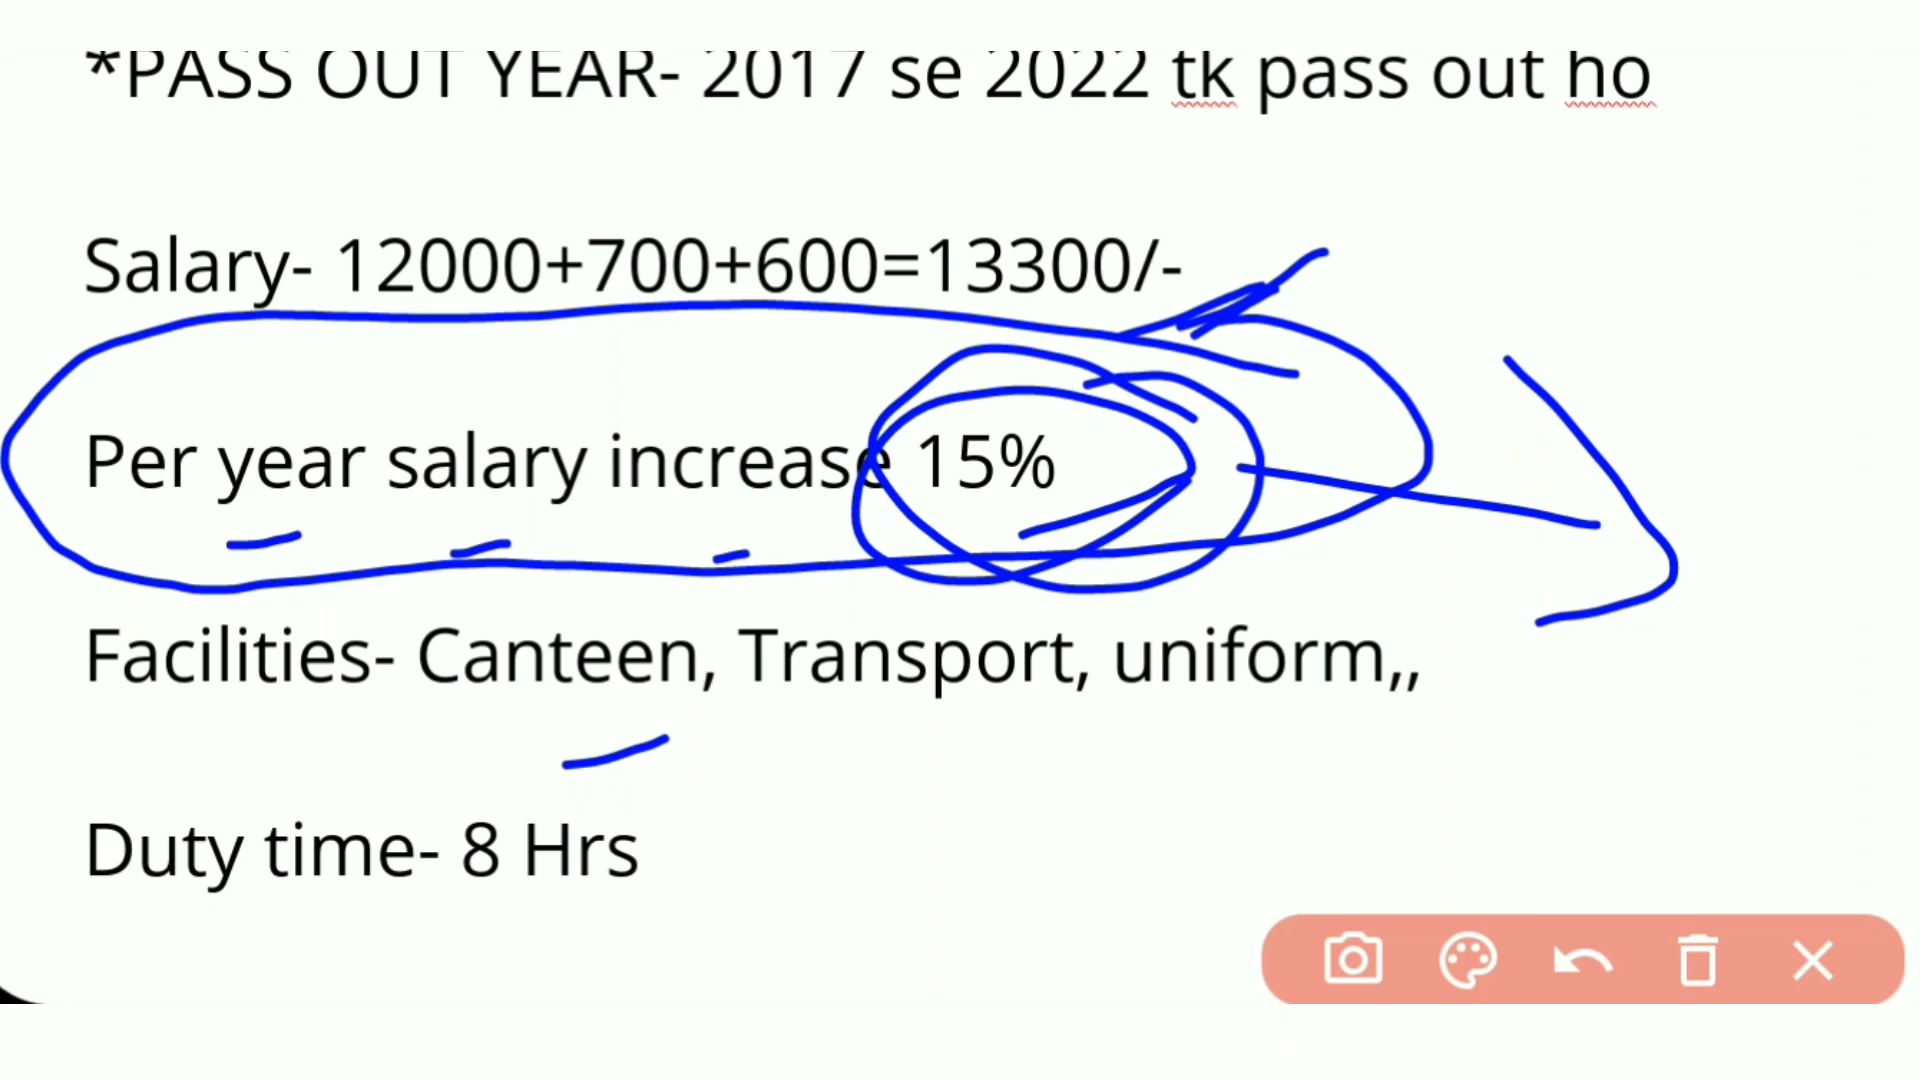 *PASS OUT YEAR- 2017 se 2022 tk pass out ho
Salary- 12000+700+600=13300/-
Per year salary increase 15%
Facilities- Canteen, Transport, uniform,,
Duty time- 8 Hrs